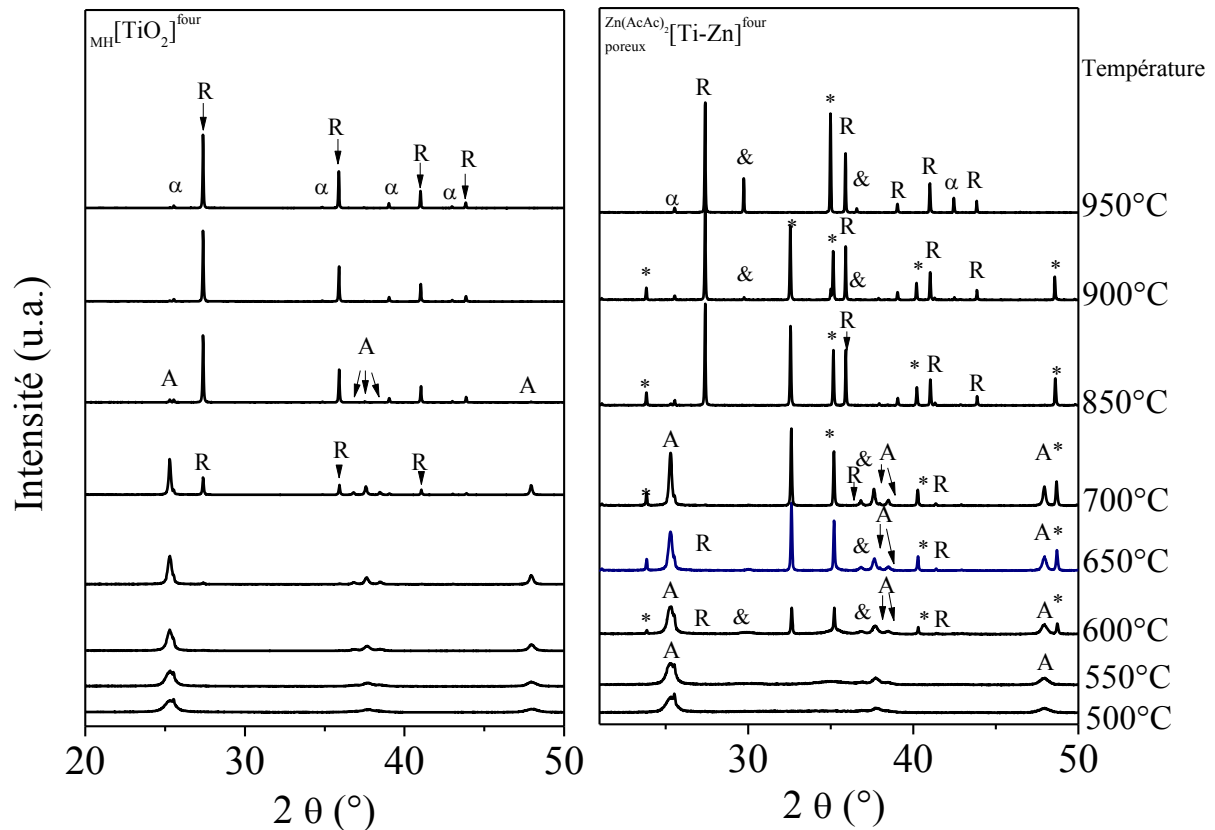 MH[TiO2]four
R
R
R
R
α
α
α
α
A
A
A
R
R
R
Intensité (u.a.)
20
30
40
50
2 θ (°)
Zn(AcAc)2
poreux
[Ti-Zn]four
Température
R
*
R
&
&
α
R
R
α
R
950°C
*
*
R
*
&
&
*
R
R
*
900°C
R
*
*
*
R
R
*
850°C
A
*
*
R
&
A
*
R
A
*
700°C
R
&
A
*
R
A
*
650°C
A
*
R
&
&
A
*
R
A
*
600°C
A
A
550°C
500°C
30
40
50
2 θ (°)